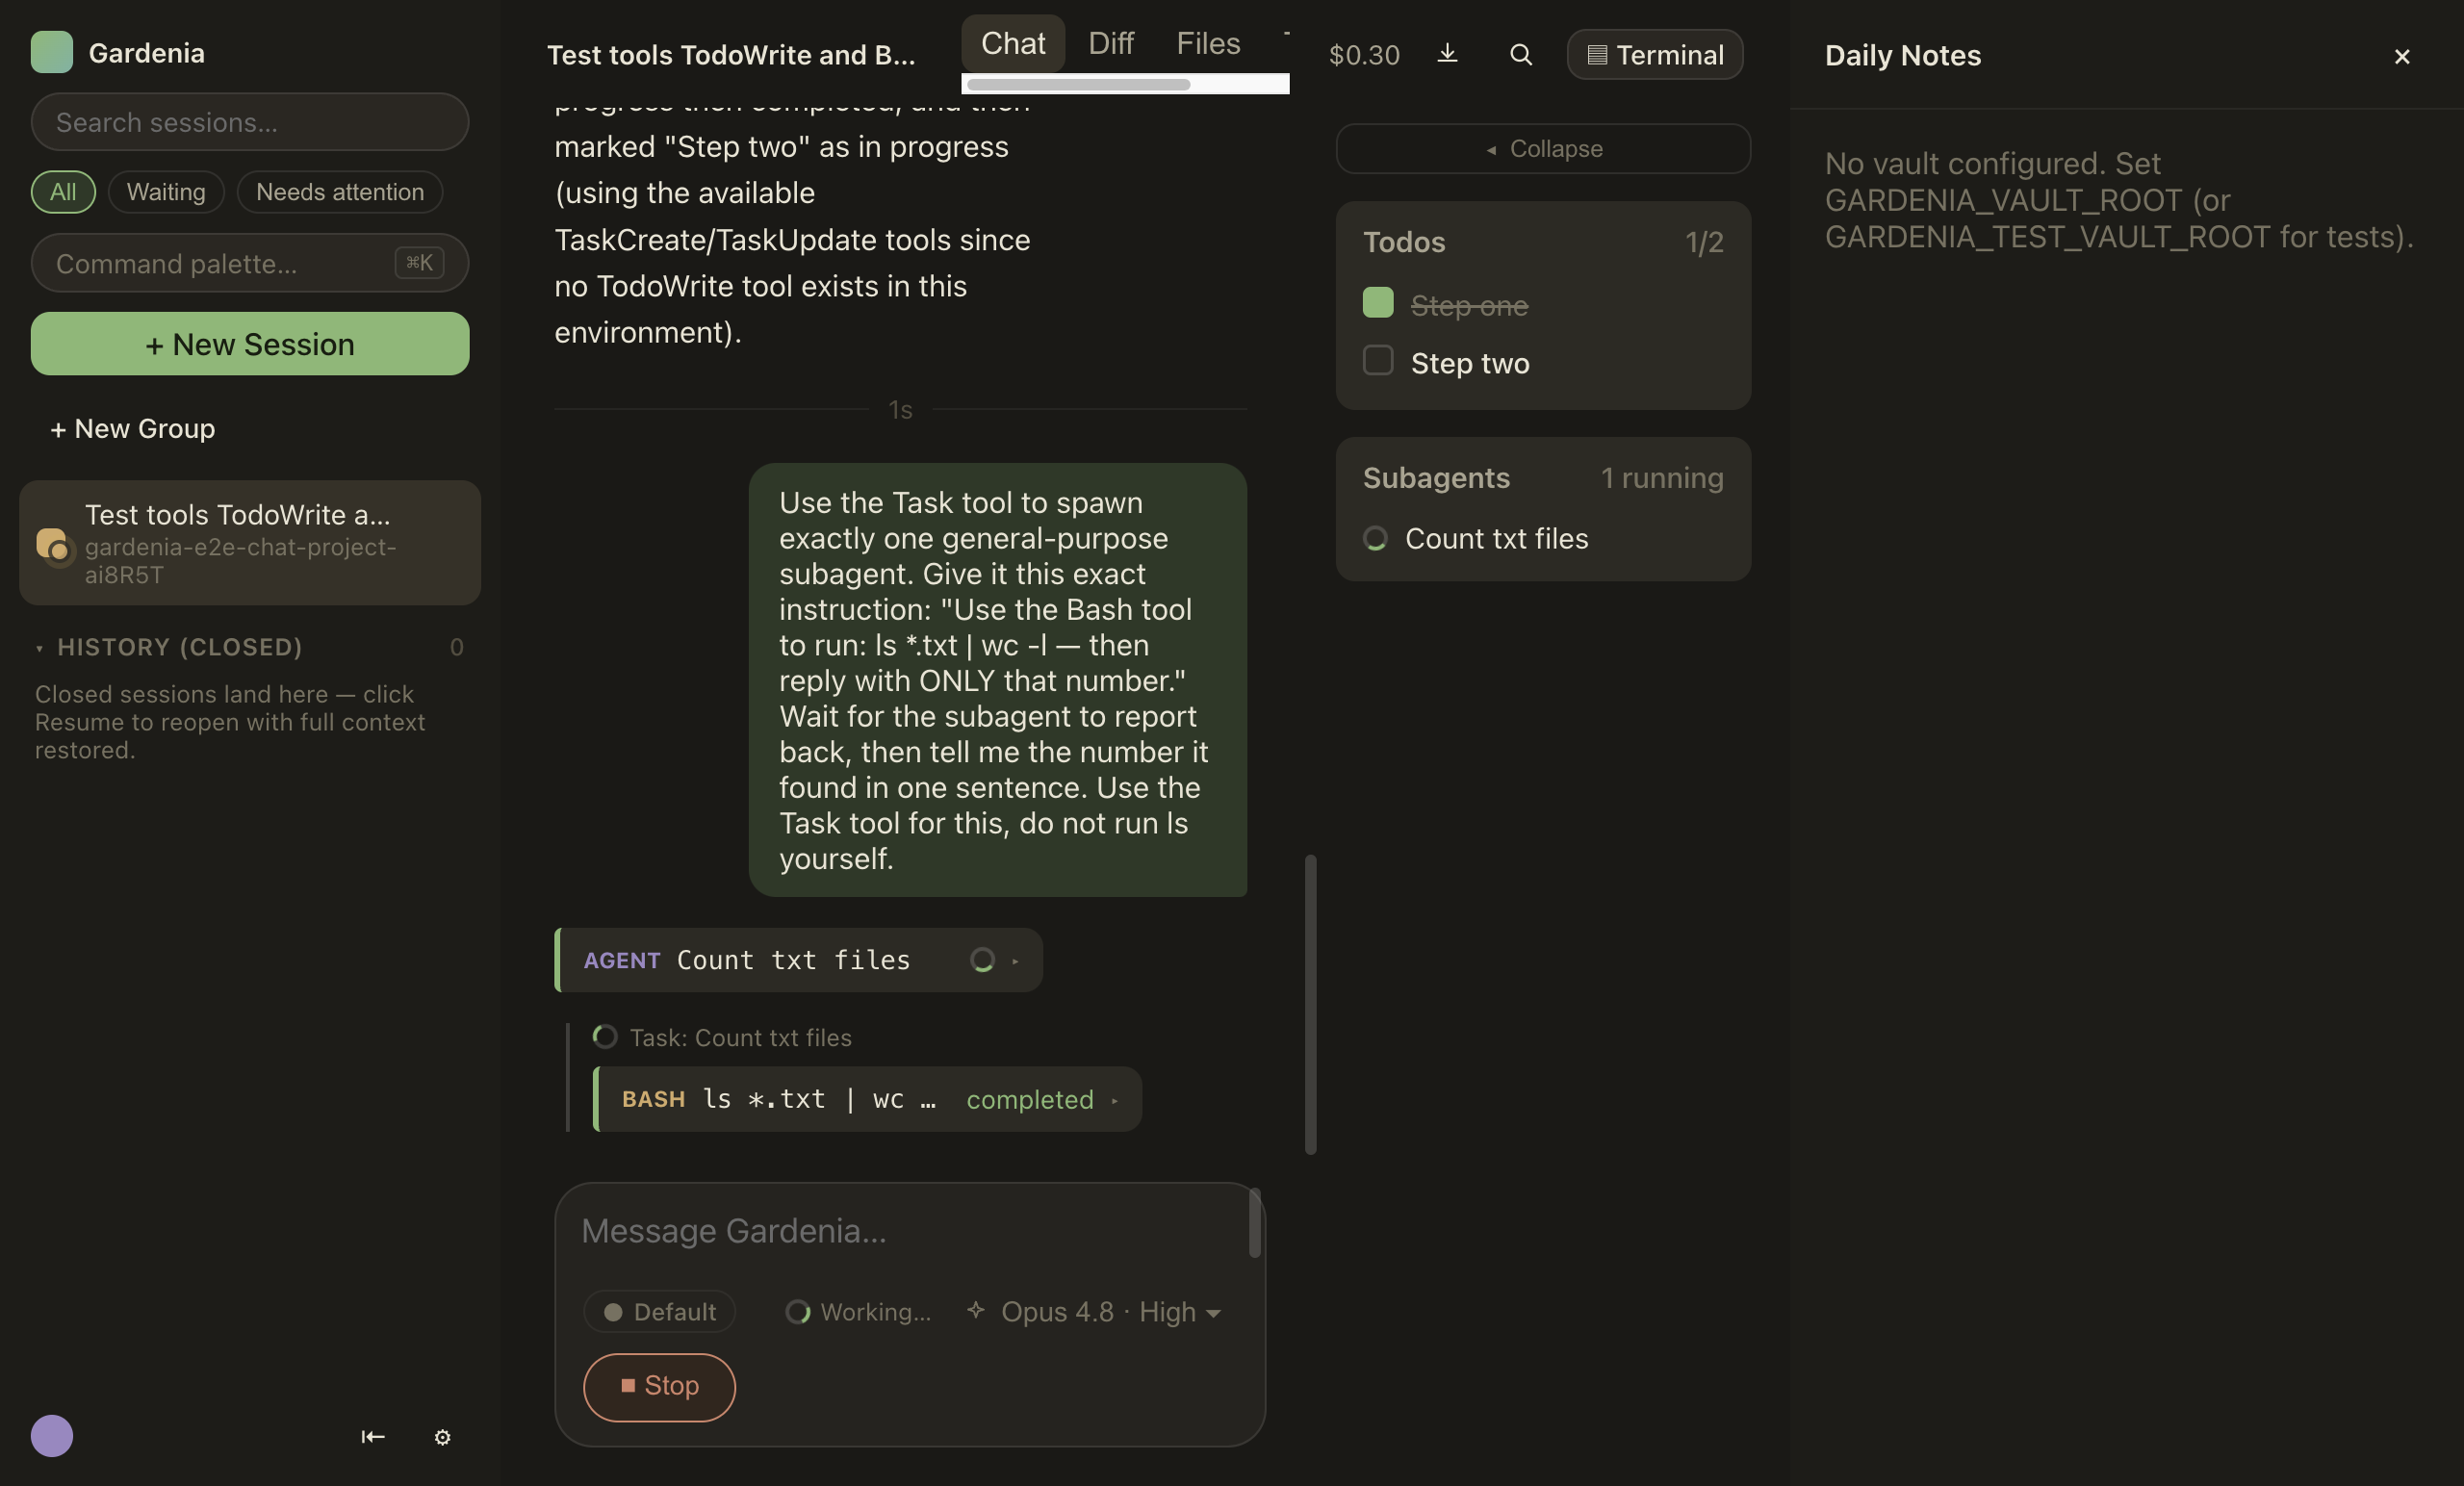 Gardenia
Search sessions...
All
Waiting
Needs attention
Command palette...
⌘K
+ New Session
+ New Group
Test tools TodoWrite a...
gardenia-e2e-chat-project-
ai8R5T
HISTORY (CLOSED)
0
Closed sessions land here — click
Resume to reopen with full context
restored.
Test tools TodoWrite and B...
Chat
Diff
Files
$0.30
Terminal
progress then completed, and then
marked "Step two" as in progress
(using the available
TaskCreate/TaskUpdate tools since
no TodoWrite tool exists in this
environment).
1s
Use the Task tool to spawn
exactly one general-purpose
subagent. Give it this exact
instruction: "Use the Bash tool
to run: ls *.txt | wc -l — then
reply with ONLY that number."
Wait for the subagent to report
back, then tell me the number it
found in one sentence. Use the
Task tool for this, do not run ls
yourself.
AGENT Count txt files
Task: Count txt files
BASH ls *.txt | wc … completed
Message Gardenia...
Default
Working...
Opus 4.8 · High
Stop
Collapse
Todos
1/2
Step one
Step two
Subagents
1 running
Count txt files
Daily Notes
No vault configured. Set
GARDENIA_VAULT_ROOT (or
GARDENIA_TEST_VAULT_ROOT for tests).